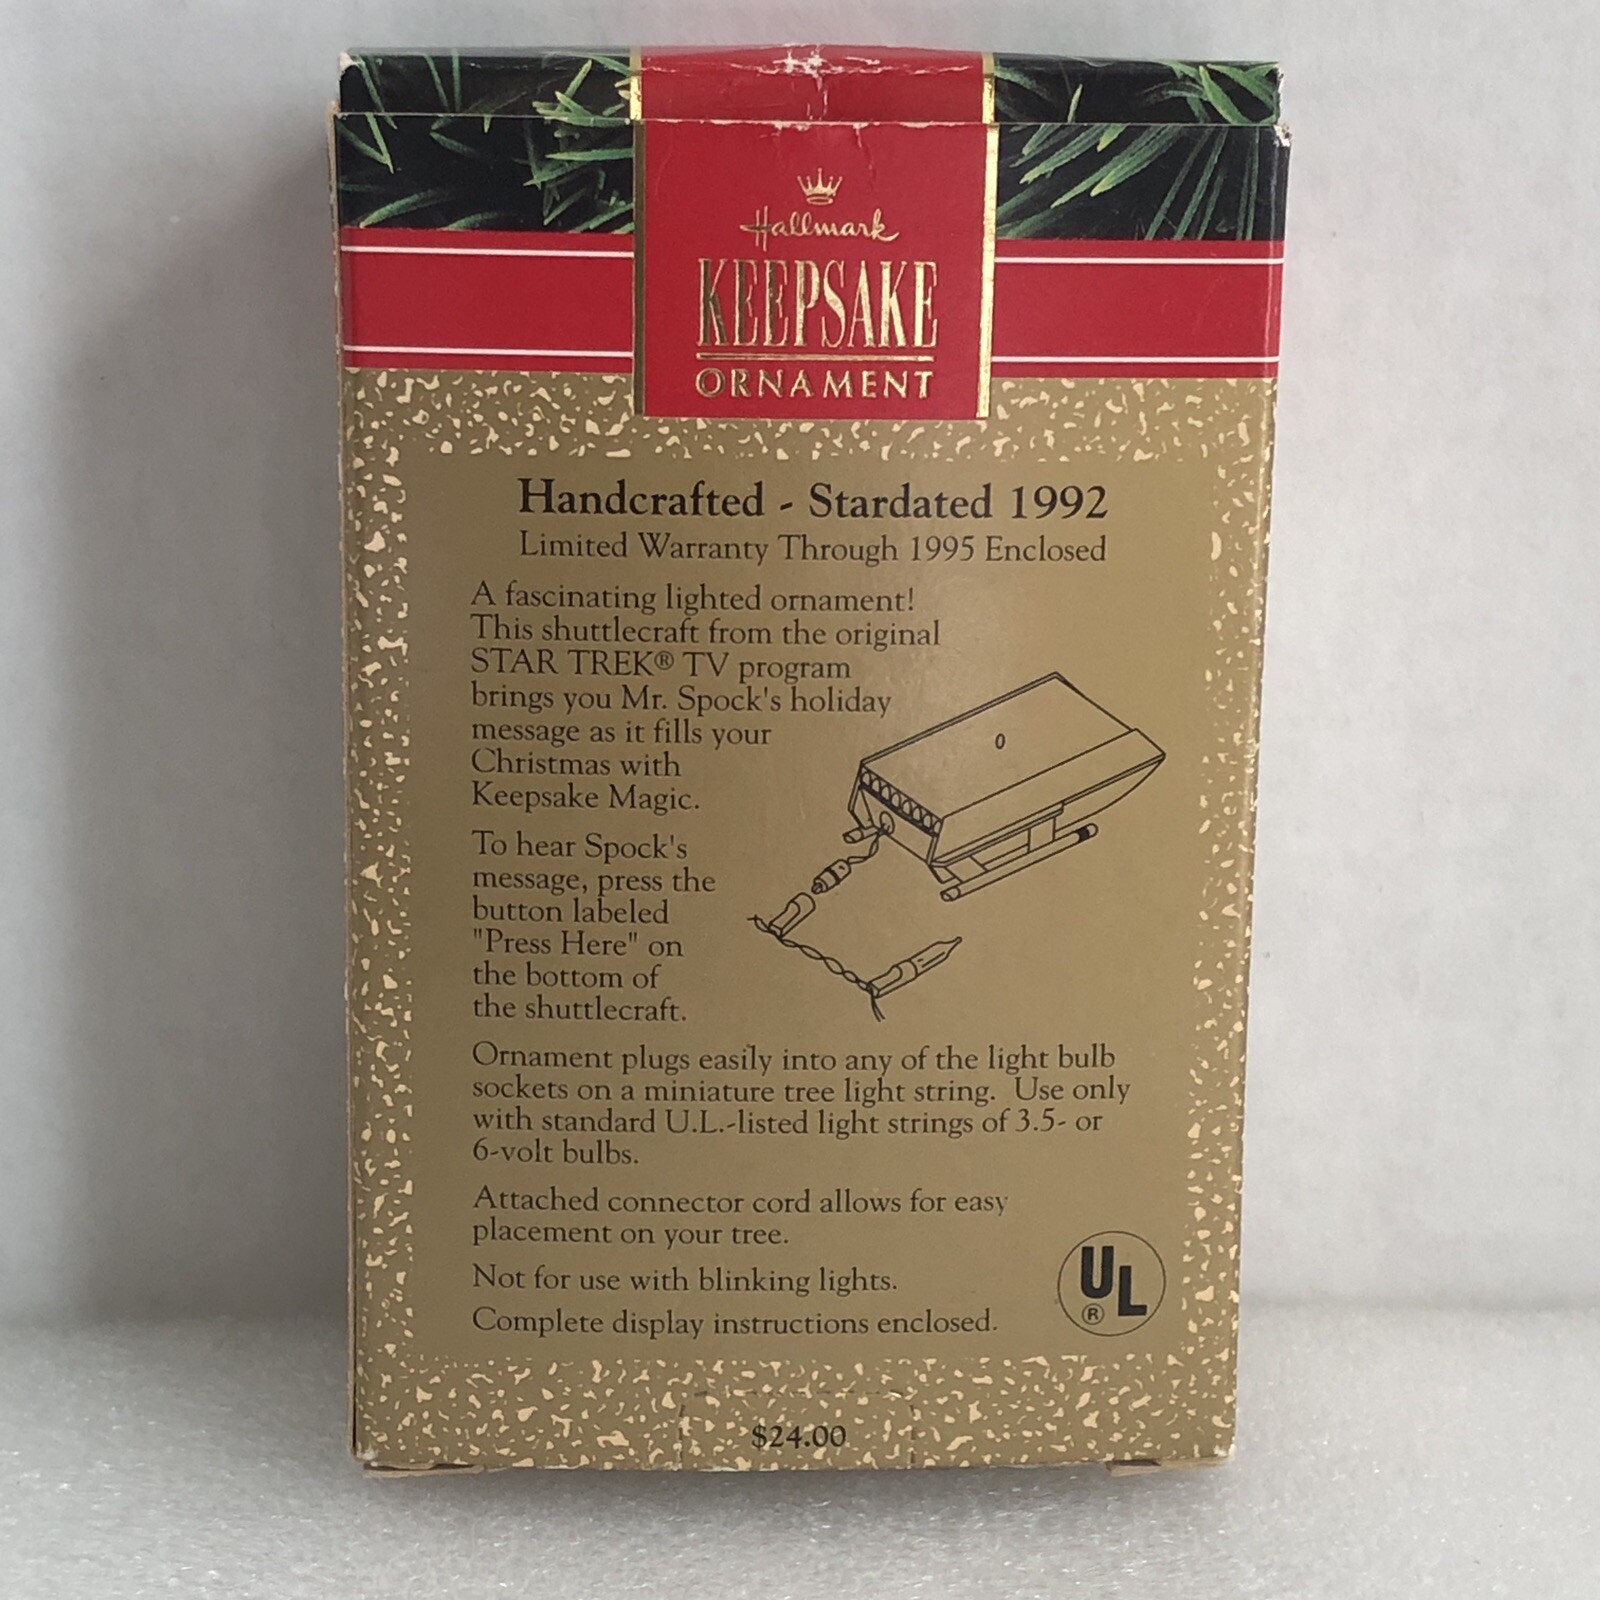 Hallmark
KEEPSAKE
ORNAMENT
Handcrafted - Stardated 1992
Limited Warranty Through 1995 Enclosed
A fascinating lighted ornament!
This shuttlecraft from the original
STAR TREK® TV program
brings you Mr. Spock's holiday
message as it fills your
Christmas with
Keepsake Magic.
To hear Spock's
message, press the
button labeled
"Press Here" on
the bottom of
the shuttlecraft.
Ornament plugs easily into any of the light bulb
sockets on a miniature tree light string. Use only
with standard U.L.-listed light strings of 3.5- or
6-volt bulbs.
Attached connector cord allows for easy
placement on your tree.
Not for use with blinking lights.
Complete display instructions enclosed.
UL
®
$24.00